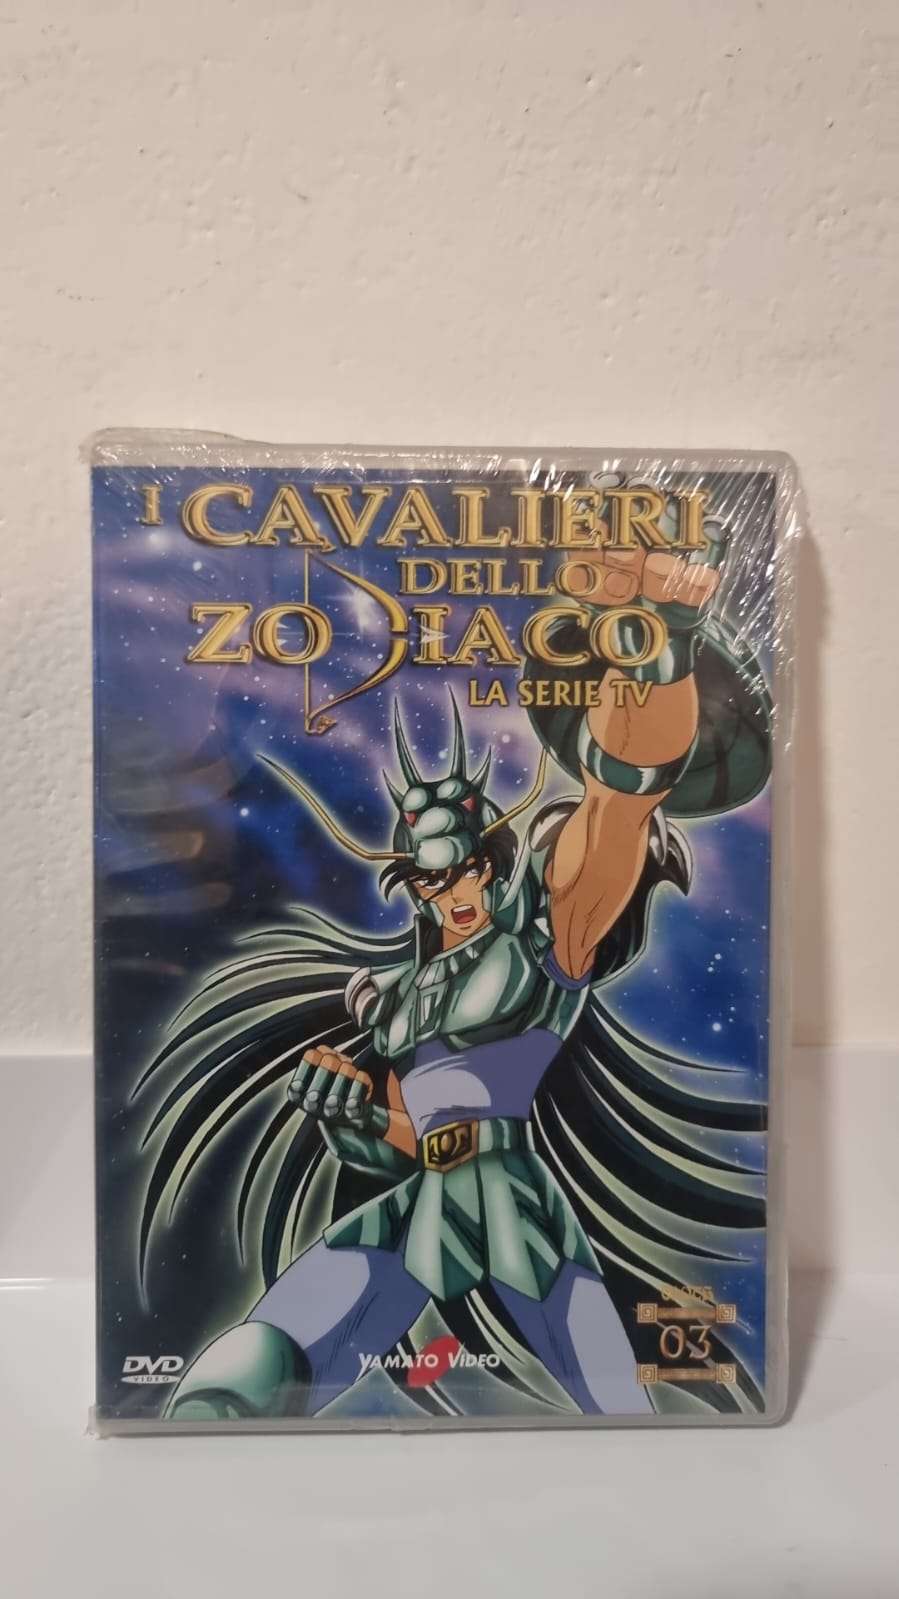 I CAVALIERI
DELLO
ZODIACO
LA SERIE TV
03
DVD
VIDEO
YAMATO VIDEO